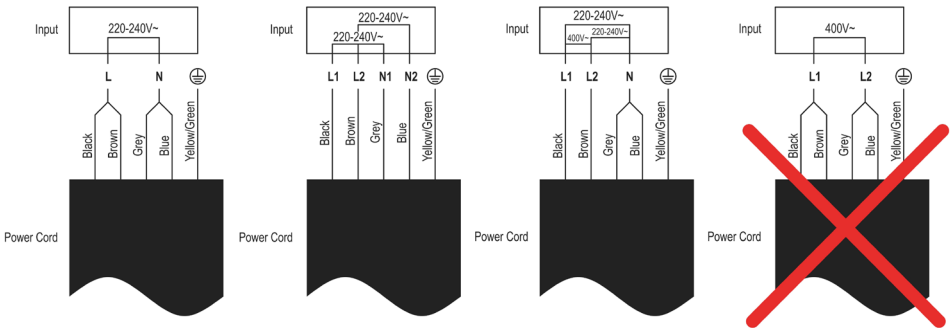 Input
220-240V~
L N
Black
Brown
Grey
Blue
Yellow/Green
Power Cord
Input
220-240V~
220-240V~
L1 L2 N1 N2
Black
Brown
Grey
Blue
Yellow/Green
Power Cord
Input
220-240V~
400V~ 220-240V~
L1 L2 N
Black
Brown
Grey
Blue
Yellow/Green
Power Cord
Input
400V~
L1 L2
Black
Brown
Grey
Blue
Yellow/Green
Power Cord